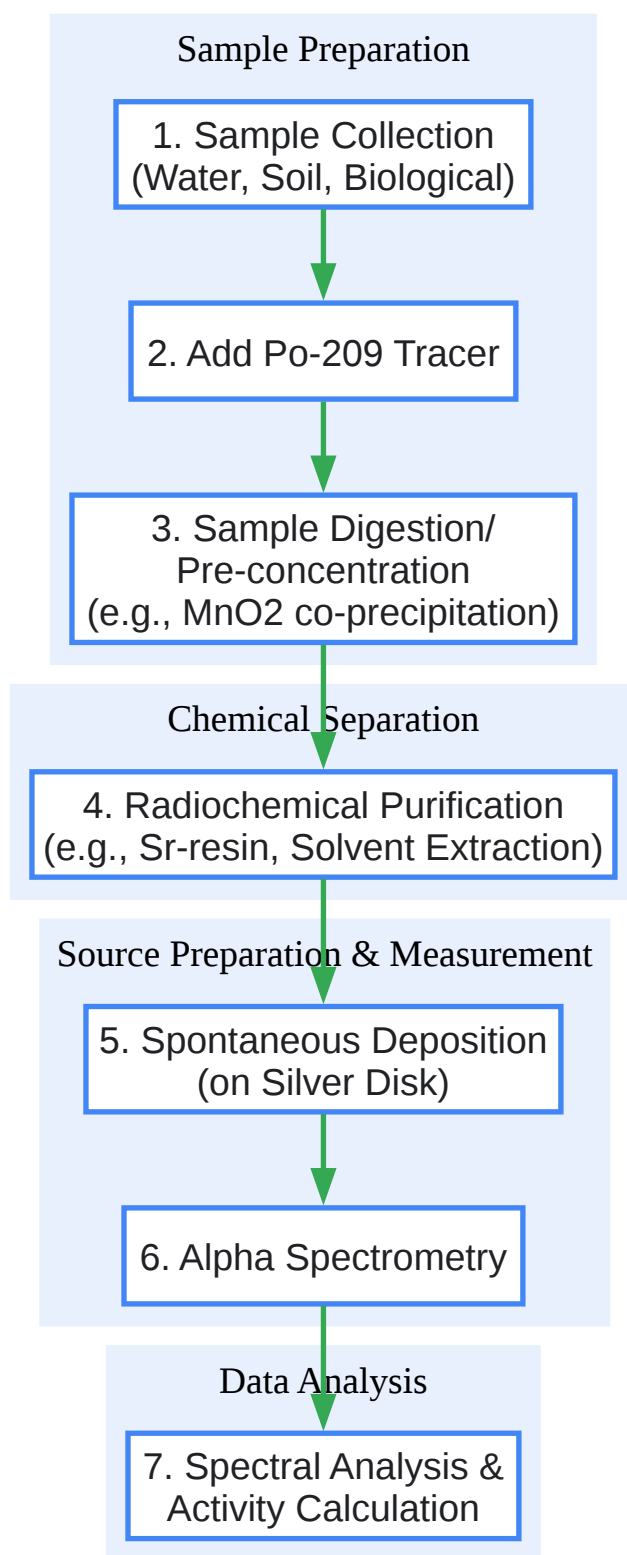 Sample Preparation
1. Sample Collection
(Water, Soil, Biological)
2. Add Po-209 Tracer
3. Sample Digestion/
Pre-concentration
(e.g., MnO2 co-precipitation)
Chemical Separation
4. Radiochemical Purification
(e.g., Sr-resin, Solvent Extraction)
Source Preparation & Measurement
5. Spontaneous Deposition
(on Silver Disk)
6. Alpha Spectrometry
Data Analysis
7. Spectral Analysis &
Activity Calculation